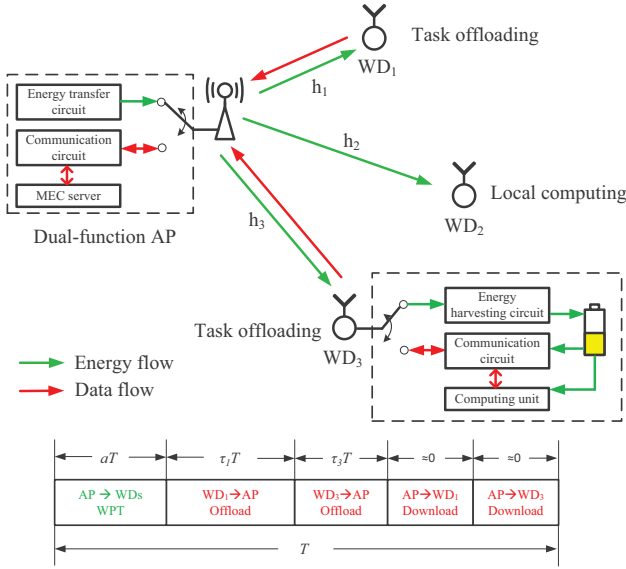 Task offloading
WD1
h1
Energy transfer
circuit
Communication
circuit
MEC server
Dual-function AP
h2
h3
Local computing
WD2
Task offloading
WD3
Energy
harvesting circuit
Communication
circuit
Computing unit
Energy flow
Data flow
aT
τ1T
τ3T
≈0
≈0
AP → WDs
WPT
WD1→AP
Offload
WD3→AP
Offload
AP→WD1
Download
AP→WD3
Download
T